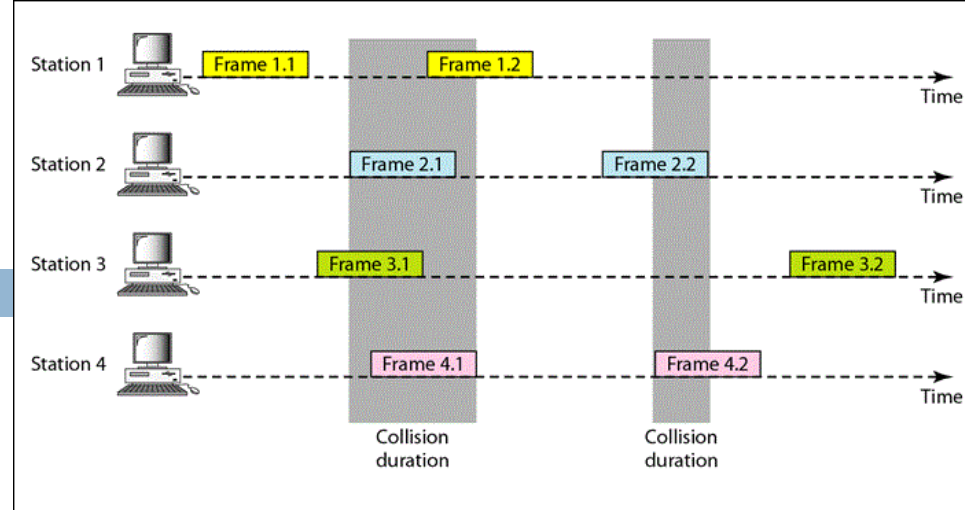 Station 1
Frame 1.1
Frame 1.2
Time
Station 2
Frame 2.1
Frame 2.2
Time
Station 3
Frame 3.1
Frame 3.2
Time
Station 4
Frame 4.1
Frame 4.2
Time
Collision
duration
Collision
duration